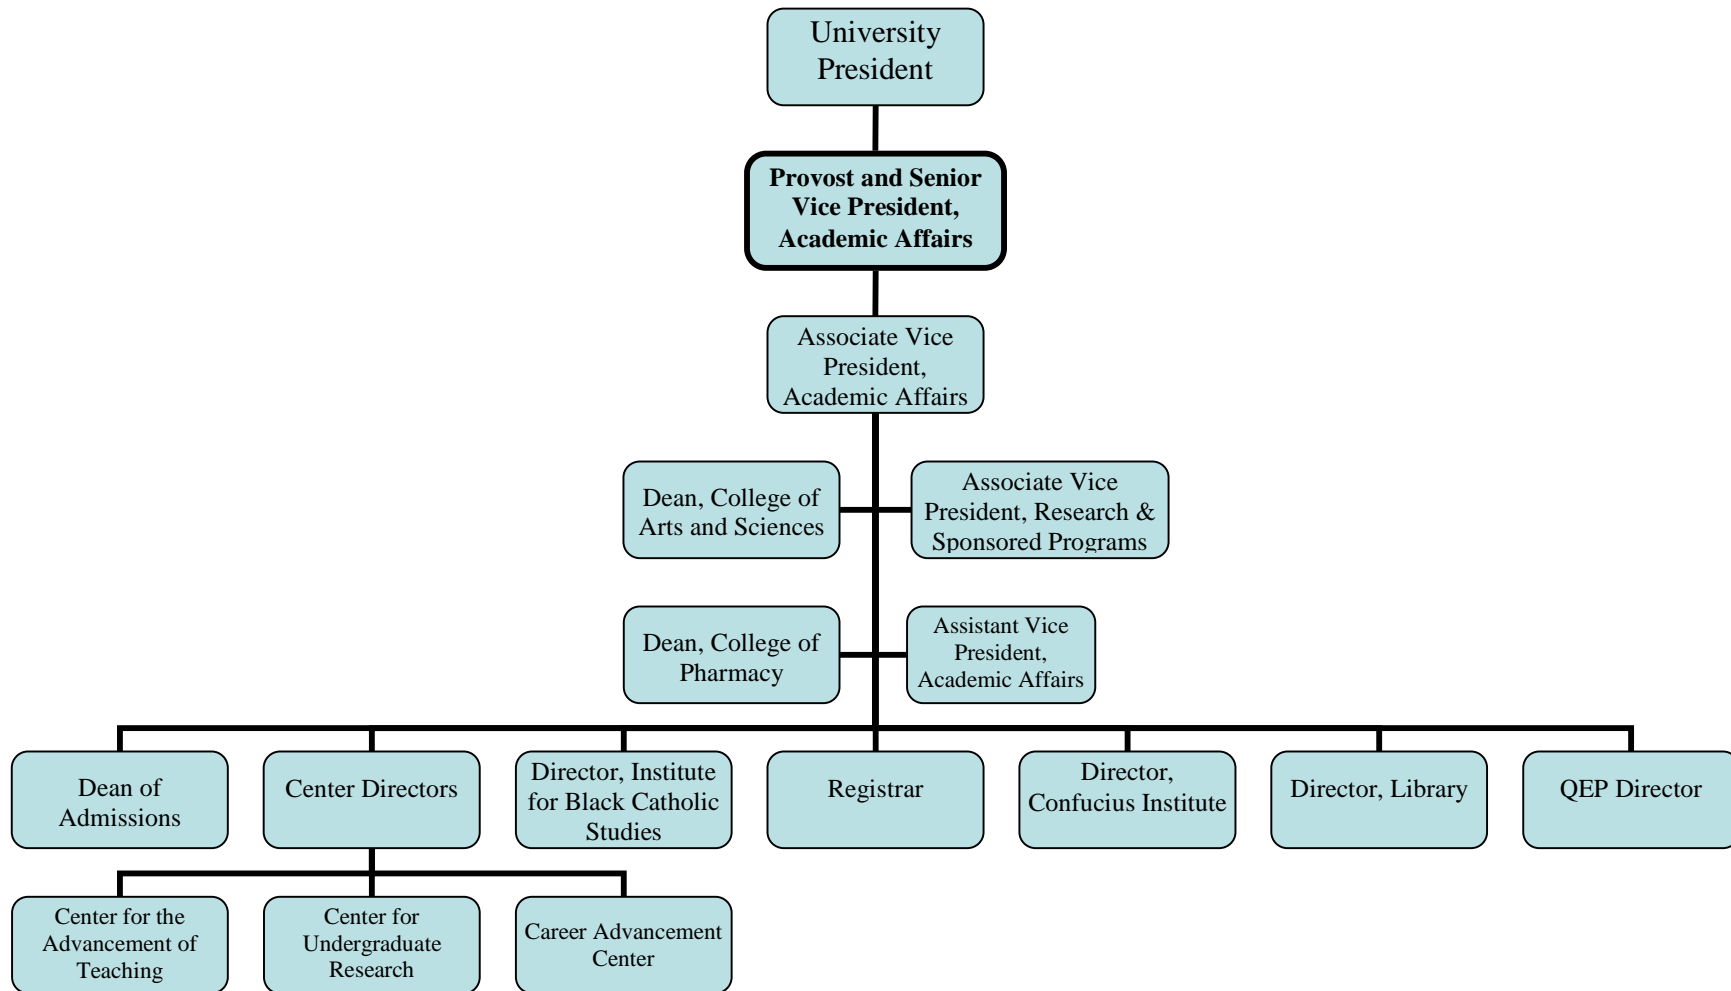 University
President
Provost and Senior
Vice President,
Academic Affairs
Associate Vice
President,
Academic Affairs
Dean, College of
Arts and Sciences
Associate Vice
President, Research &
Sponsored Programs
Dean, College of
Pharmacy
Assistant Vice
President,
Academic Affairs
Dean of
Admissions
Center Directors
Director, Institute
for Black Catholic
Studies
Registrar
Director,
Confucius Institute
Director, Library
QEP Director
Center for the
Advancement of
Teaching
Center for
Undergraduate
Research
Career Advancement
Center